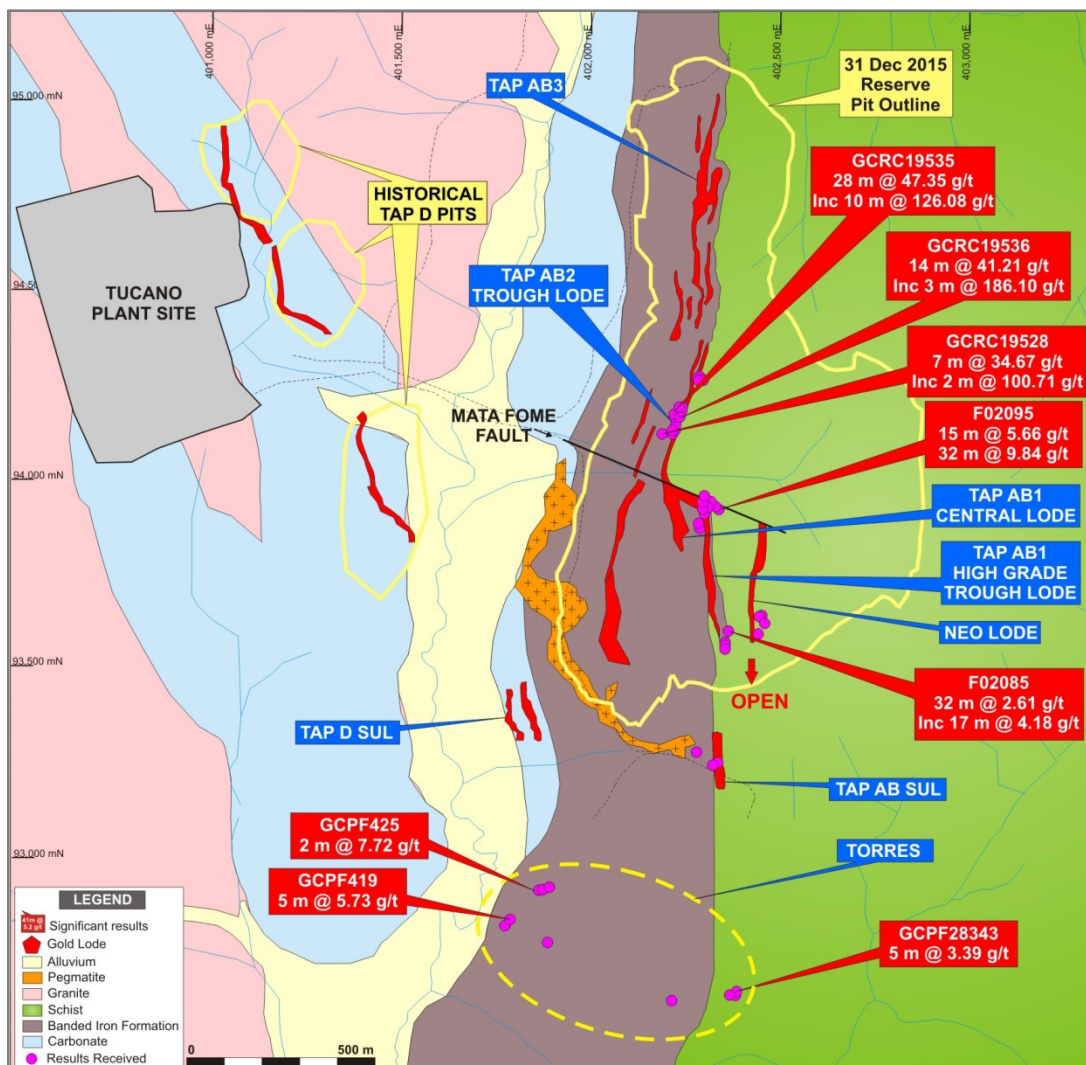 401,000 mE
401,500 mE
402,000 mE
402,500 mE
403,000 mE
95,000 mN
94,500 mN
94,000 mN
93,500 mN
93,000 mN
TAP AB3
31 Dec 2015
Reserve
Pit Outline
GCRC19535
28 m @ 47.35 g/t
Inc 10 m @ 126.08 g/t
HISTORICAL
TAP D PITS
GCRC19536
14 m @ 41.21 g/t
Inc 3 m @ 186.10 g/t
TAP AB2
TROUGH LODE
TUCANO
PLANT SITE
GCRC19528
7 m @ 34.67 g/t
Inc 2 m @ 100.71 g/t
MATA FOME
FAULT
F02095
15 m @ 5.66 g/t
32 m @ 9.84 g/t
TAP AB1
CENTRAL LODE
TAP AB1
HIGH GRADE
TROUGH LODE
NEO LODE
F02085
32 m @ 2.61 g/t
Inc 17 m @ 4.18 g/t
OPEN
TAP D SUL
TAP AB SUL
GCPF425
2 m @ 7.72 g/t
TORRES
GCPF419
5 m @ 5.73 g/t
GCPF28343
5 m @ 3.39 g/t
LEGEND
41m @
5.2 g/t
Significant results
Gold Lode
Alluvium
Pegmatite
Granite
Schist
Banded Iron Formation
Carbonate
Results Received
0 500 m